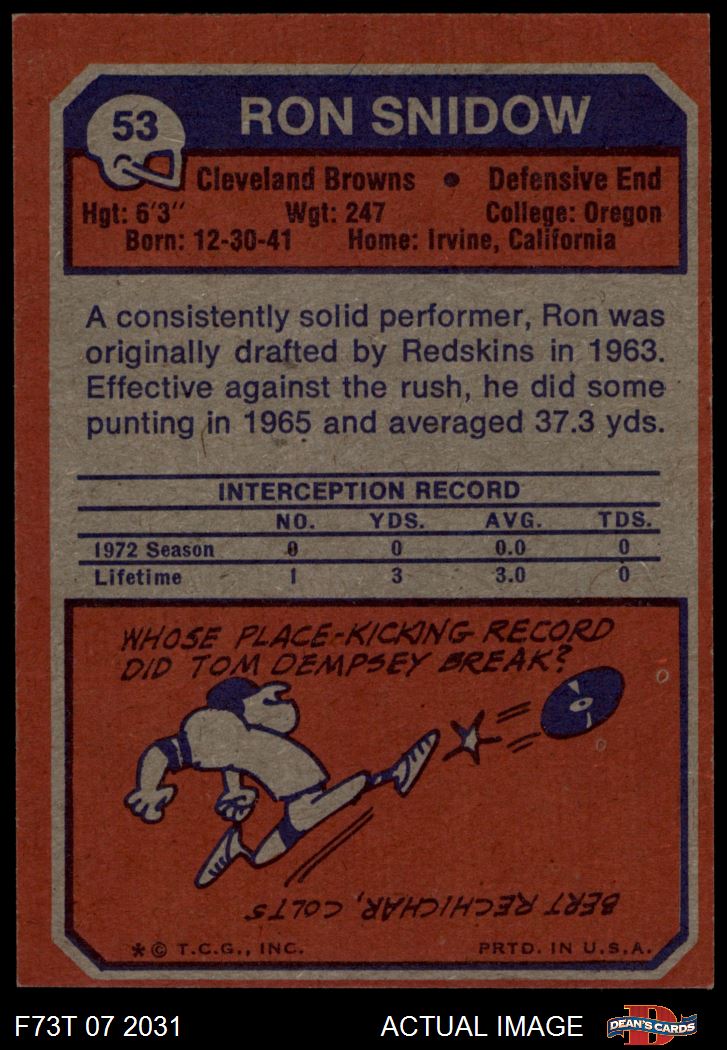 53
RON SNIDOW
Cleveland Browns • Defensive End
Hgt: 6'3" Wgt: 247 College: Oregon
Born: 12-30-41 Home: Irvine, California
A consistently solid performer, Ron was
originally drafted by Redskins in 1963.
Effective against the rush, he did some
punting in 1965 and averaged 37.3 yds.
INTERCEPTION RECORD
NO. YDS. AVG. TDS.
1972 Season 0 0 0.0 0
Lifetime 1 3 3.0 0
WHOSE PLACE-KICKING RECORD
DID TOM DEMPSEY BREAK?
BERT RECHICHAR, COLTS
*© T.C.G., INC. PRTD. IN U.S.A.
F73T 07 2031 ACTUAL IMAGE
D
DEAN'S CARDS